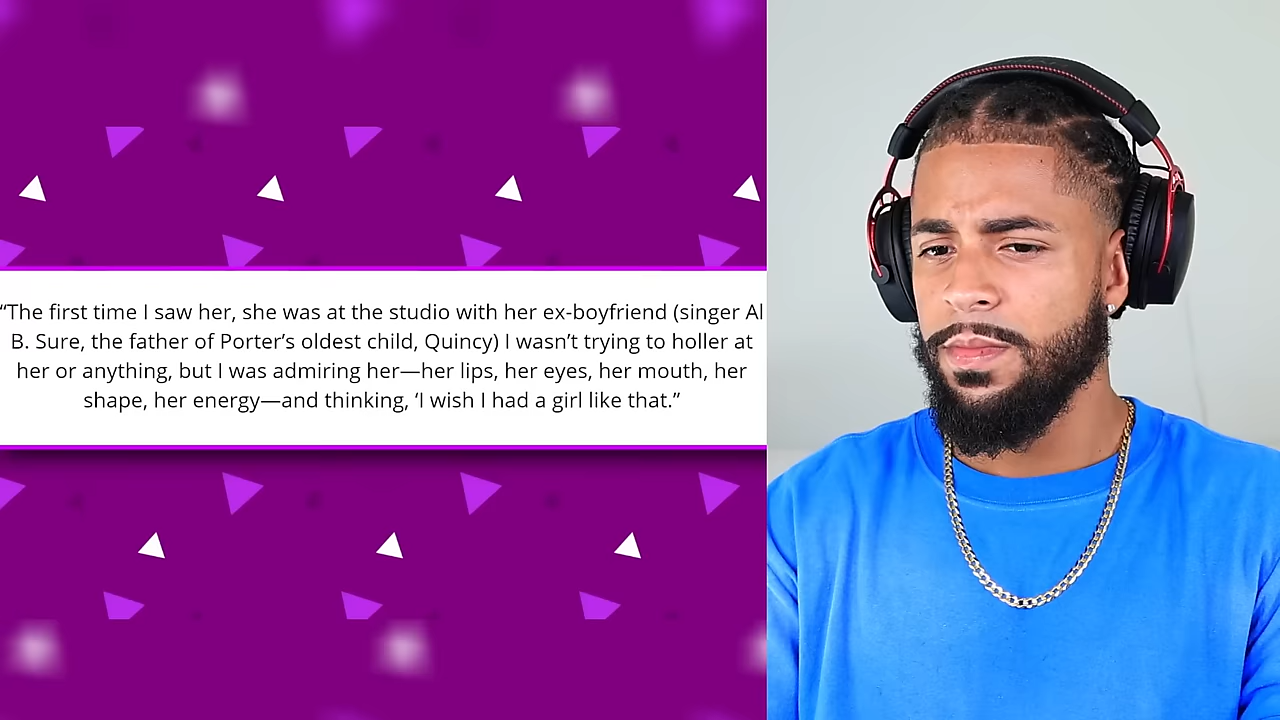 “The first time I saw her, she was at the studio with her ex-boyfriend (singer Al
B. Sure, the father of Porter’s oldest child, Quincy) I wasn’t trying to holler at
her or anything, but I was admiring her—her lips, her eyes, her mouth, her
shape, her energy—and thinking, ‘I wish I had a girl like that.”